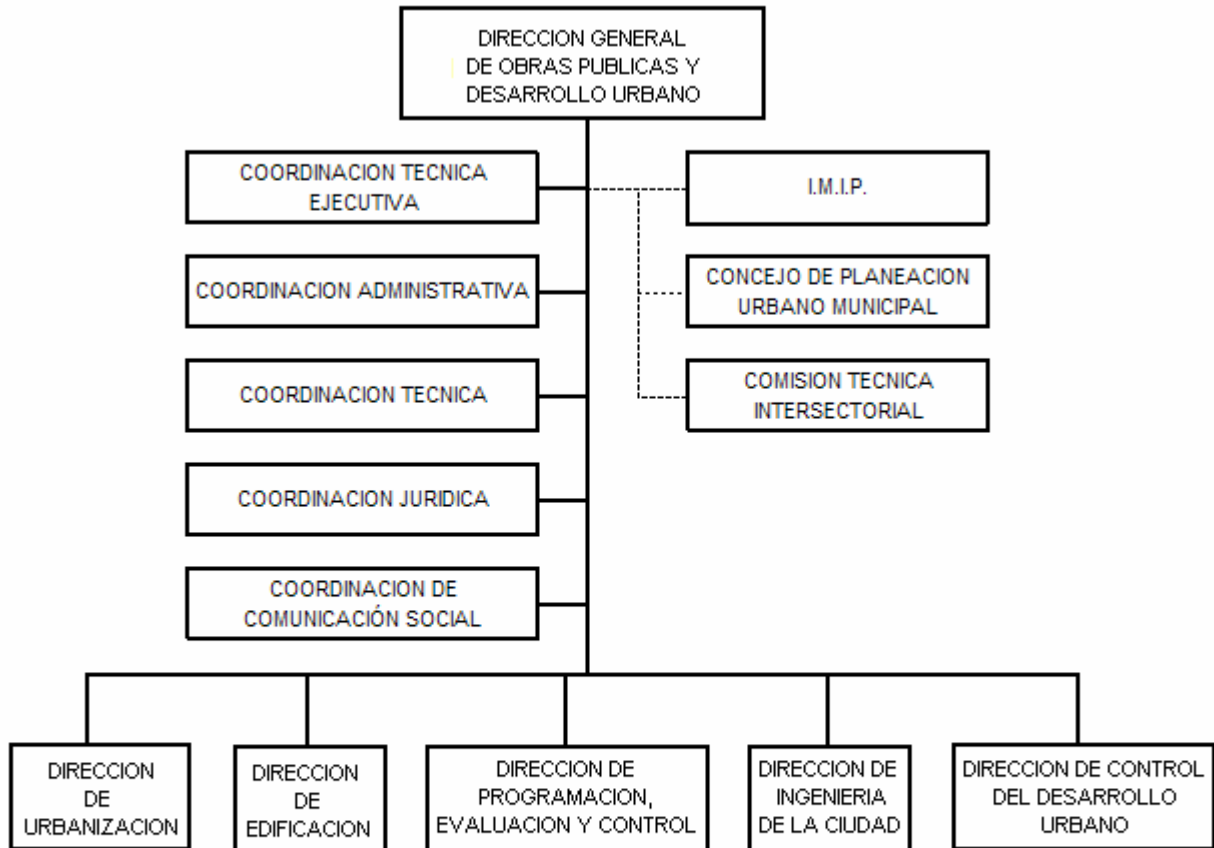 DIRECCION GENERAL
DE OBRAS PUBLICAS Y
DESARROLLO URBANO
COORDINACION TECNICA
EJECUTIVA
I.M.I.P.
COORDINACION ADMINISTRATIVA
CONCEJO DE PLANEACION
URBANO MUNICIPAL
COORDINACION TECNICA
COMISION TECNICA
INTERSECTORIAL
COORDINACION JURIDICA
COORDINACION DE
COMUNICACIÓN SOCIAL
DIRECCION
DE
URBANIZACION
DIRECCION
DE
EDIFICACION
DIRECCION DE
PROGRAMACION,
EVALUACION Y CONTROL
DIRECCION DE
INGENIERIA
DE LA CIUDAD
DIRECCION DE CONTROL
DEL DESARROLLO
URBANO